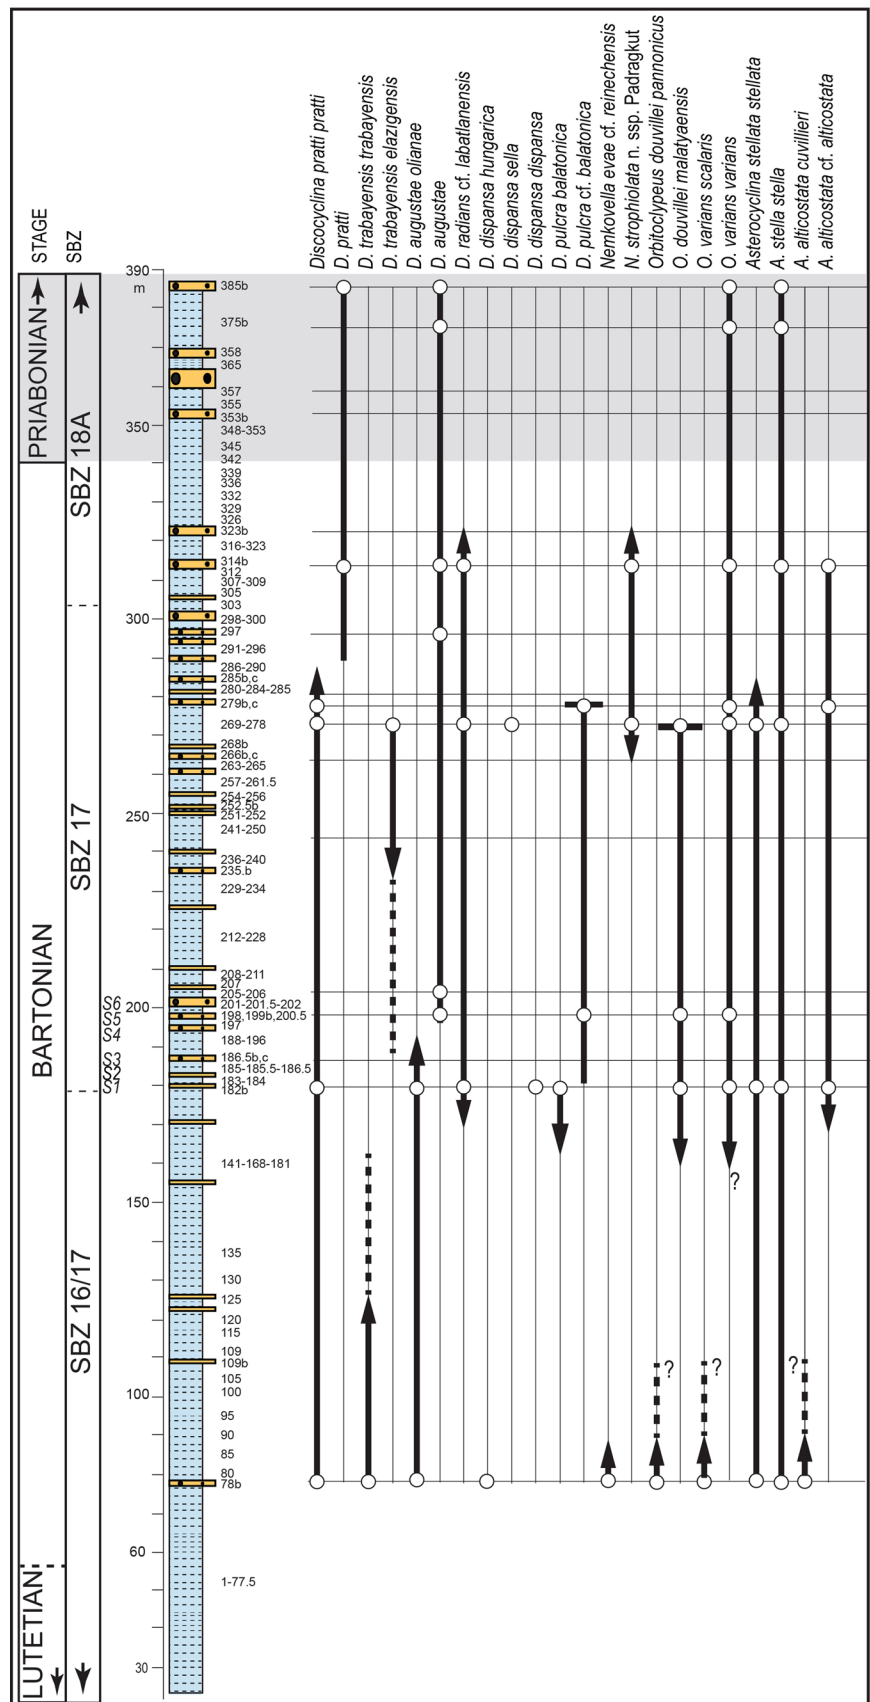 STAGE
SBZ
Discocyclina pratti pratti
D. pratti
D. trabayensis trabayensis
D. trabayensis elazigensis
D. augustae olianae
D. augustae
D. radians cf. labatlanensis
D. dispansa hungarica
D. dispansa sella
D. dispansa dispansa
D. pulcra balatonica
D. pulcra cf. balatonica
Nemkovella evae cf. reinechensis
N. strophiolata n. ssp. Padragkut
Orbitoclypeus douvillei pannonicus
O. douvillei malatyaensis
O. varians scalaris
O. varians varians
Asterocyclina stellata stellata
A. stella stella
A. alticostata cuvillieri
A. alticostata cf. alticostata
PRIABONIAN
BARTONIAN
LUTETIAN
SBZ 18A
SBZ 17
SBZ 16/17
390
m
350
300
250
200
150
100
60
30
S6
S5
S4
S3
S2
S1
385b
375b
358
365
357
355
353b
348-353
345
342
339
336
332
329
326
323b
316-323
314b
312
307-309
305
303
298-300
297
291-296
286-290
285b,c
280-284-285
279b,c
269-278
268b
266b,c
263-265
257-261.5
254-256
252.5b
251-252
241-250
236-240
235.b
229-234
212-228
208-211
207
205-206
201-201.5-202
198,199b,200.5
197
188-196
186.5b,c
185-185.5-186.5
183-184
182b
141-168-181
135
130
125
120
115
109
109b
105
100
95
90
85
80
78b
1-77.5
?
?
?
?